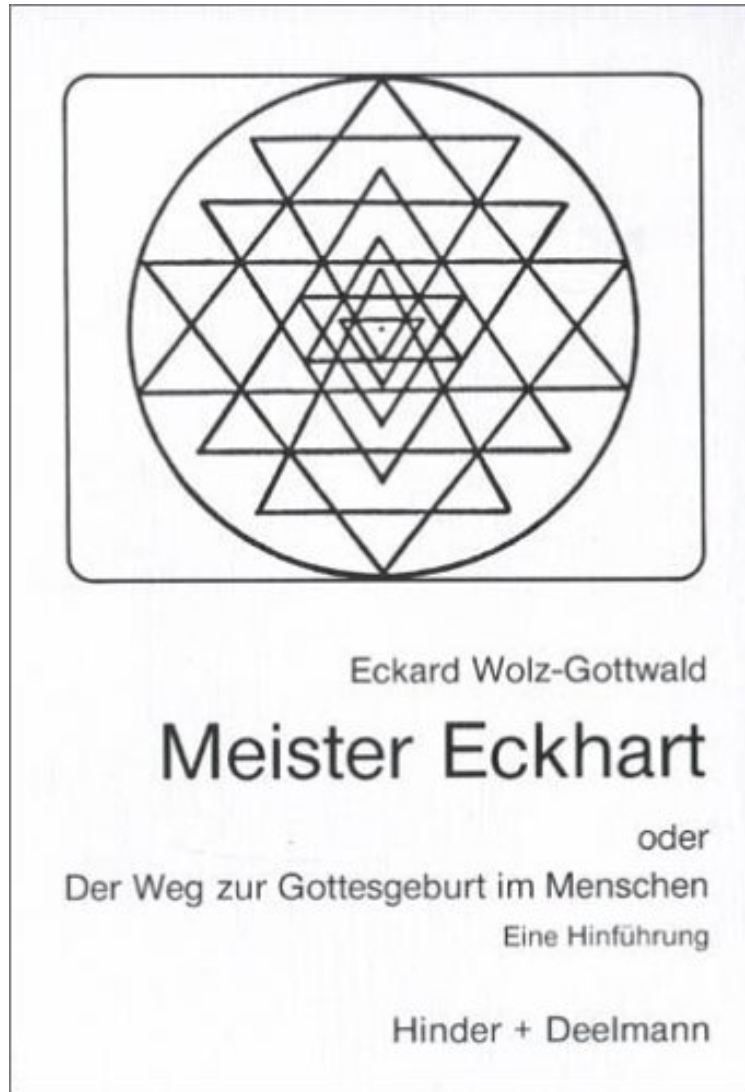 Eckard Wolz-Gottwald
Meister Eckhart
oder
Der Weg zur Gottesgeburt im Menschen
Eine Hinführung
Hinder + Deelmann